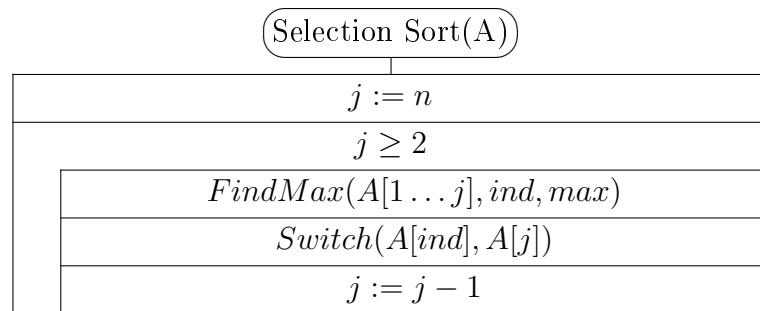 Selection Sort(A)
j := n
j ≥ 2
FindMax(A[1 . . . j], ind, max)
Switch(A[ind], A[j])
j := j − 1